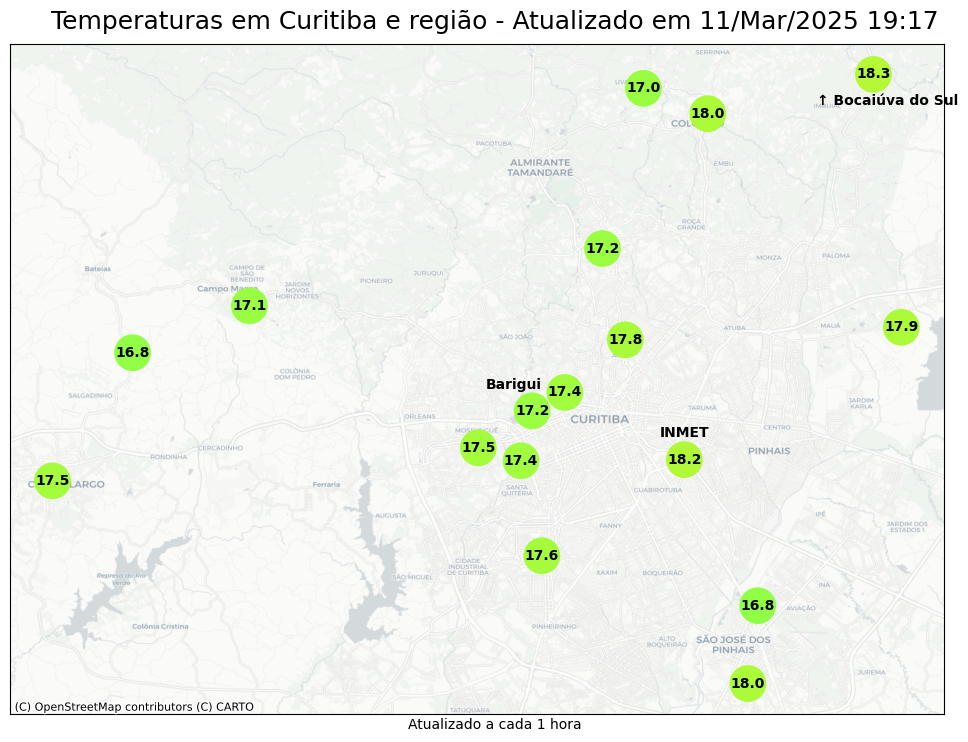 Temperaturas em Curitiba e região - Atualizado em 11/Mar/2025 19:17
SERRINHA
18.3
17.0
↑ Bocaiúva do Sul
18.0
PACOTUBA
ALMIRANTE
TAMANDARÉ
EMBU
ROÇA
GRANDE
17.2
MONZA
PALOMA
Bateias
CAMPO DE
SÃO
BENEDITO
JURUQUI
PIONEIRO
JARDIM
NOVOS
HORIZONTES
17.1
ATUBA
MAUÁ
17.9
SÃO JOÃO
17.8
16.8
COLÔNIA
DOM PEDRO
Barigui
17.4
SALGADINHO
JARDIM
KARLA
17.2
TARUMÃ
ORLEANS
CURITIBA
CENTRO
INMET
17.5
CERCADINHO
PINHAIS
RONDINHA
17.4
18.2
17.5
Ferraria
SANTA
QUITÉRIA
GUABIROTUBA
AUGUSTA
IPÊ
FANNY
JARDIM DOS
ESTADOS I
17.6
CIDADE
INDUSTRIAL
DE CURITIBA
XAXIM
BOQUEIRÃO
Represa do Rio
Verde
SÃO MIGUEL
INÁ
16.8
AVIAÇÃO
Colônia Cristina
PINHEIRINHO
ALTO
BOQUEIRÃO
SÃO JOSÉ DOS
PINHAIS
JUREMA
18.0
TATUQUARA
(C) OpenStreetMap contributors (C) CARTO
Atualizado a cada 1 hora